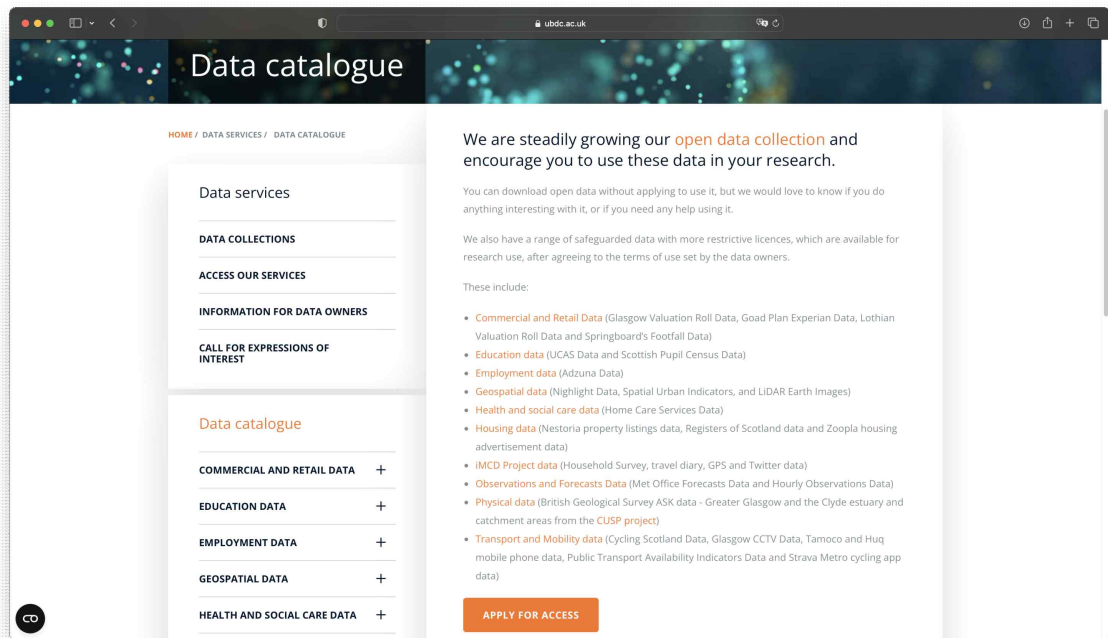 ubdc.ac.uk
Data catalogue
HOME / DATA SERVICES / DATA CATALOGUE
Data services
DATA COLLECTIONS
ACCESS OUR SERVICES
INFORMATION FOR DATA OWNERS
CALL FOR EXPRESSIONS OF
INTEREST
Data catalogue
COMMERCIAL AND RETAIL DATA +
EDUCATION DATA +
EMPLOYMENT DATA +
GEOSPATIAL DATA +
HEALTH AND SOCIAL CARE DATA +
We are steadily growing our open data collection and
encourage you to use these data in your research.
You can download open data without applying to use it, but we would love to know if you do
anything interesting with it, or if you need any help using it.
We also have a range of safeguarded data with more restrictive licences, which are available for
research use, after agreeing to the terms of use set by the data owners.
These include:
• Commercial and Retail Data (Glasgow Valuation Roll Data, Goad Plan Experian Data, Lothian
Valuation Roll Data and Springboard's Footfall Data)
• Education data (UCAS Data and Scottish Pupil Census Data)
• Employment data (Adzuna Data)
• Geospatial data (Nighlight Data, Spatial Urban Indicators, and LiDAR Earth Images)
• Health and social care data (Home Care Services Data)
• Housing data (Nestoria property listings data, Registers of Scotland data and Zoopla housing
advertisement data)
• iMCD Project data (Household Survey, travel diary, GPS and Twitter data)
• Observations and Forecasts Data (Met Office Forecasts Data and Hourly Observations Data)
• Physical data (British Geological Survey ASK data - Greater Glasgow and the Clyde estuary and
catchment areas from the CUSP project)
• Transport and Mobility data (Cycling Scotland Data, Glasgow CCTV Data, Tamoco and Huq
mobile phone data, Public Transport Availability Indicators Data and Strava Metro cycling app
data)
APPLY FOR ACCESS